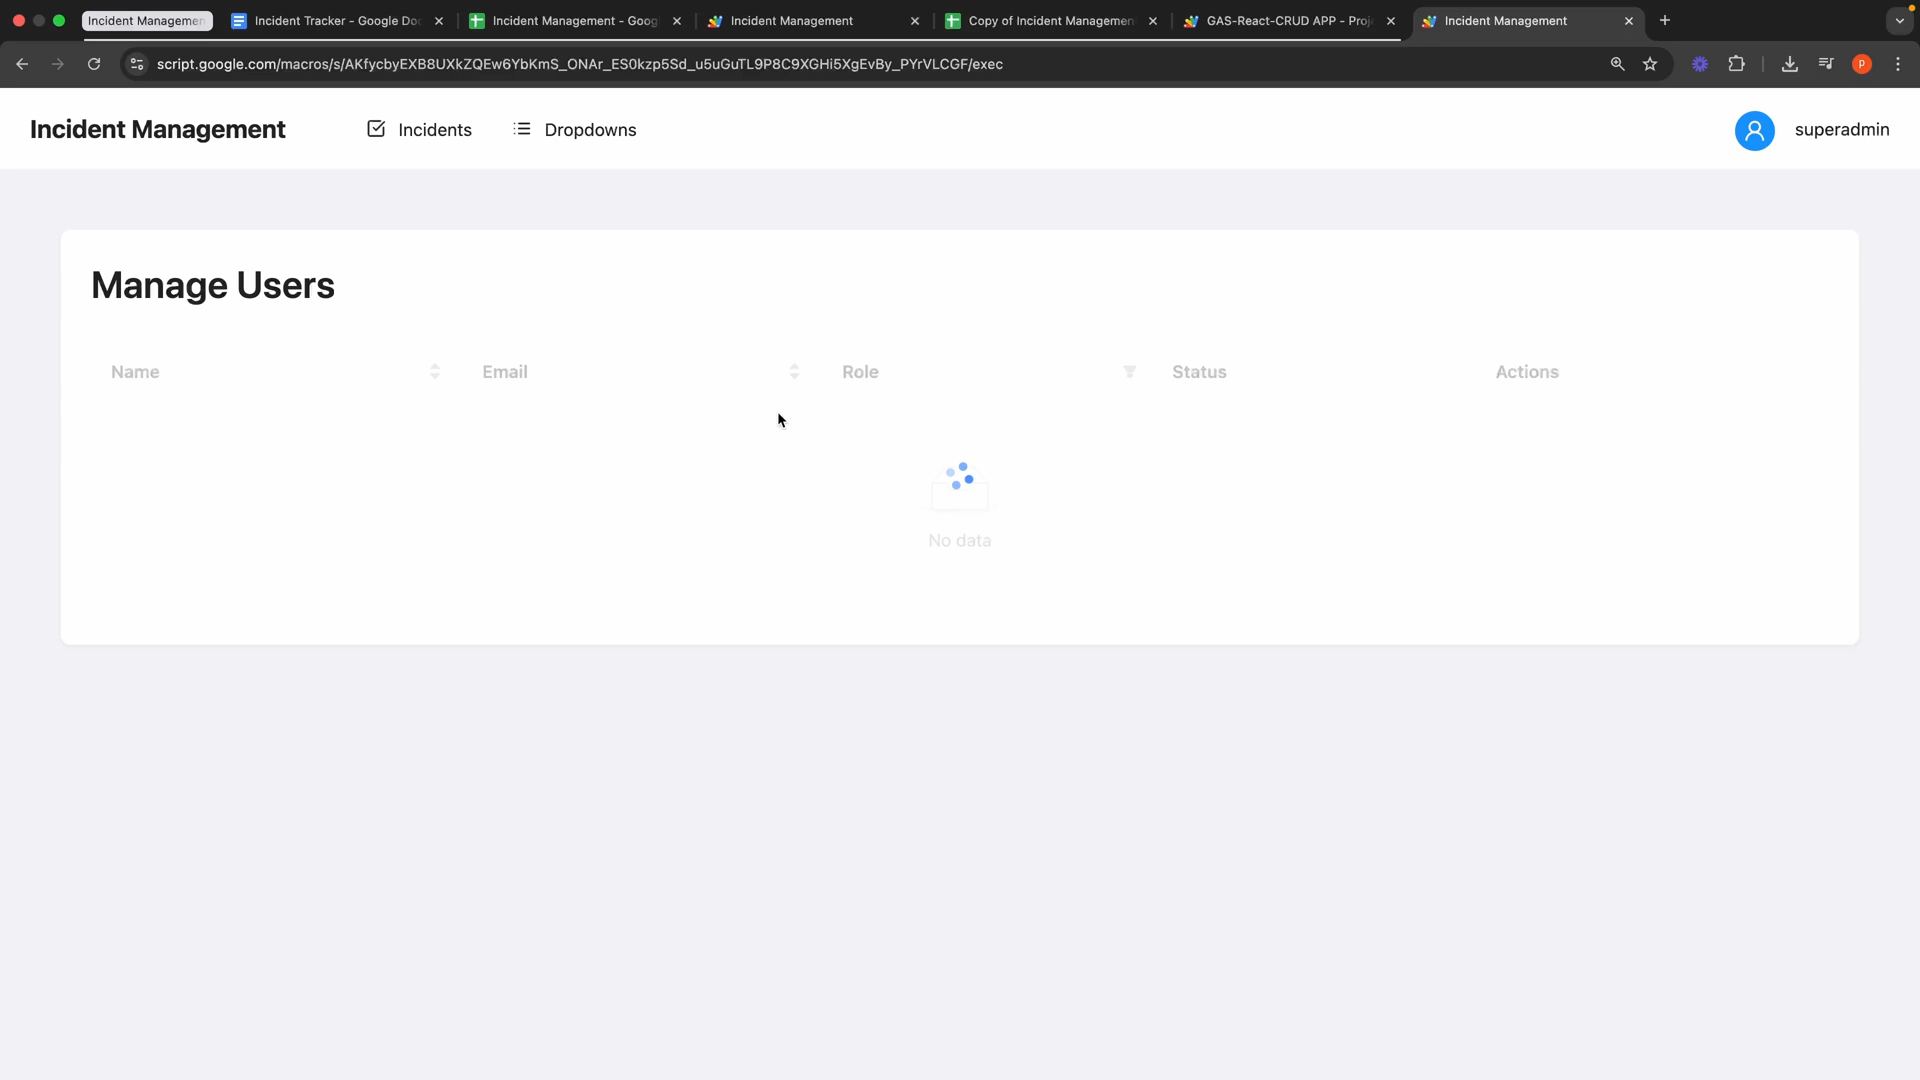 Incident Managemen
Incident Tracker - Google Do
Incident Management - Goog
Incident Management
Copy of Incident Managemen
GAS-React-CRUD APP - Proj
Incident Management
script.google.com/macros/s/AKfycbyEXB8UXkZQEw6YbKmS_ONAr_ES0kzp5Sd_u5uGuTL9P8C9XGHi5XgEvBy_PYrVLCGF/exec
P
Incident Management
Incidents
Dropdowns
superadmin
Manage Users
Name
Email
Role
Status
Actions
No data